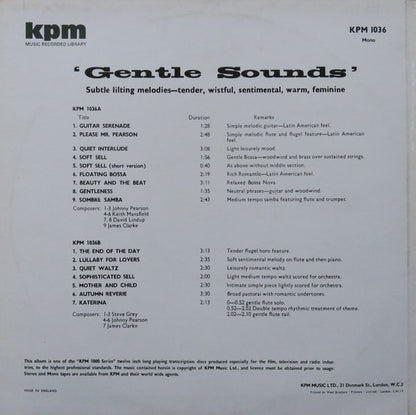 kpm
MUSIC RECORDED LIBRARY
KPM 1036
Mono
'Gentle Sounds'
Subtle lilting melodies—tender, wistful, sentimental, warm, feminine
KPM 1036A
Title Duration Remarks
1. GUITAR SERENADE 1:28 Simple melodic guitar—Latin American feel.
2. PLEASE MR. PEARSON 2:48 Simple melodic flute and flugel feature—Latin American feel.
3. QUIET INTERLUDE 3:08 Light leisurely mood.
4. SOFT SELL 1:56 Gentle Bossa—woodwind and brass over sustained strings.
5. SOFT SELL (short version) 0:40 As above without middle section.
6. FLOATING BOSSA 2:19 Rich Romantic—Latin American feel.
7. BEAUTY AND THE BEAT 3:11 Relaxed Bossa Nova.
8. GENTLENESS 1:35 Neutral phrases—guitar and woodwind.
9. SOMBRE SAMBA 2:43 Medium tempo samba featuring flute and trumpet.
Composers: 1-3 Johnny Pearson
4-6 Keith Mansfield
7, 8 David Lindup
9 James Clarke
KPM 1036B
1. THE END OF THE DAY 3:13 Tender flugel horn feature.
2. LULLABY FOR LOVERS 2:35 Soft sentimental melody on flute and then piano.
3. QUIET WALTZ 2:30 Leisurely romantic waltz.
4. SOPHISTICATED SELL 2:00 Light medium tempo waltz scored for orchestra.
5. MOTHER AND CHILD 2:30 Intimate simple piece lightly scored for orchestra.
6. AUTUMN REVERIE 3:30 Broad pastoral with romantic undertones.
7. KATERINA 2:13 0—0.52 gentle flute solo.
0.52—2.02 Double tempo rhythmic treatment of theme.
2.02—2.10 gentle flute tail.
Composers: 1-3 Steve Grey
4-6 Johnny Pearson
7 James Clarke
This album is one of the "KPM 1000 Series" twelve inch long playing transcription discs produced especially for the film, television and radio industries,
to the highest professional standards. The music contained herein is copyright of KPM Music Ltd., and licence must be obtained prior to usage.
Stereo and Mono tapes are available from KPM and their world wide agents.
KPM MUSIC LTD., 21 Denmark St., London, W.C.2
MADE IN ENGLAND